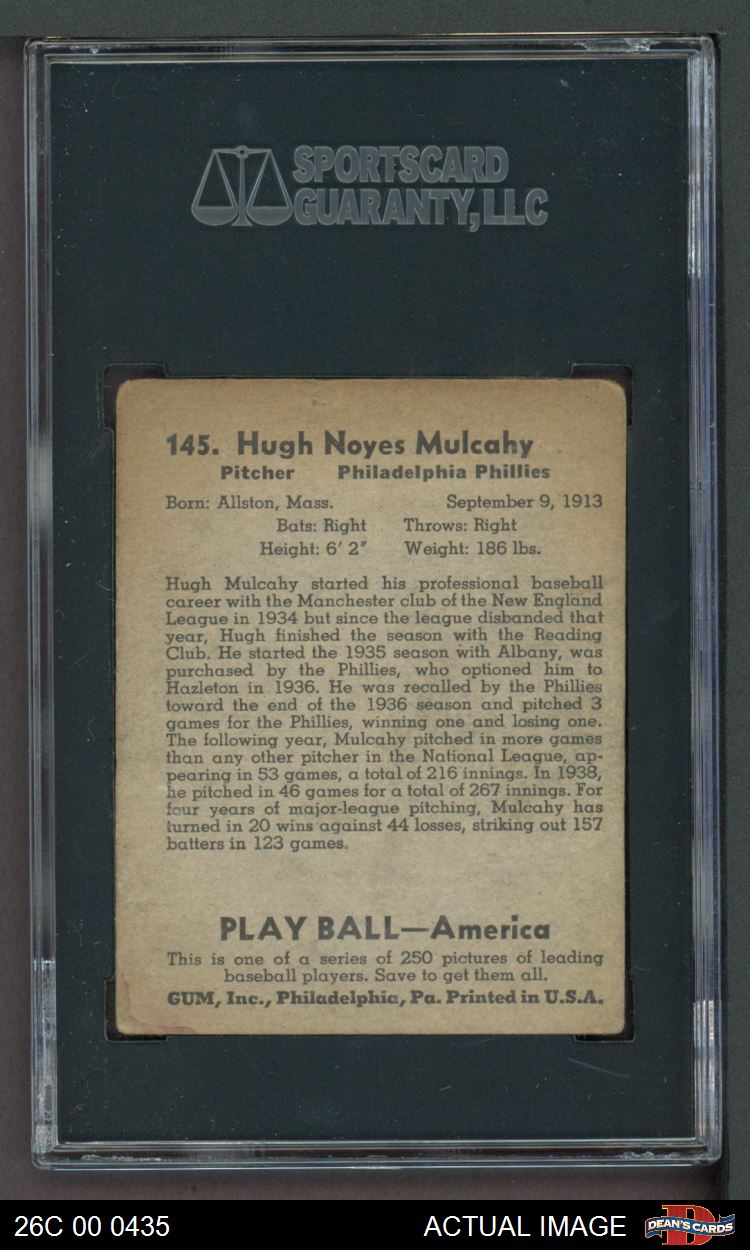 SPORTSCARD
GUARANTY, LLC
145. Hugh Noyes Mulcahy
Pitcher Philadelphia Phillies
Born: Allston, Mass. September 9, 1913
Bats: Right Throws: Right
Height: 6' 2" Weight: 186 lbs.
Hugh Mulcahy started his professional baseball
career with the Manchester club of the New England
League in 1934 but since the league disbanded that
year, Hugh finished the season with the Reading
Club. He started the 1935 season with Albany, was
purchased by the Phillies, who optioned him to
Hazleton in 1936. He was recalled by the Phillies
toward the end of the 1936 season and pitched 3
games for the Phillies, winning one and losing one.
The following year, Mulcahy pitched in more games
than any other pitcher in the National League, ap-
pearing in 53 games, a total of 216 innings. In 1938,
he pitched in 46 games for a total of 267 innings. For
four years of major-league pitching, Mulcahy has
turned in 20 wins against 44 losses, striking out 157
batters in 123 games.
PLAY BALL—America
This is one of a series of 250 pictures of leading
baseball players. Save to get them all.
GUM, Inc., Philadelphia, Pa. Printed in U.S.A.
26C 00 0435 ACTUAL IMAGE DEAN'S CARDS